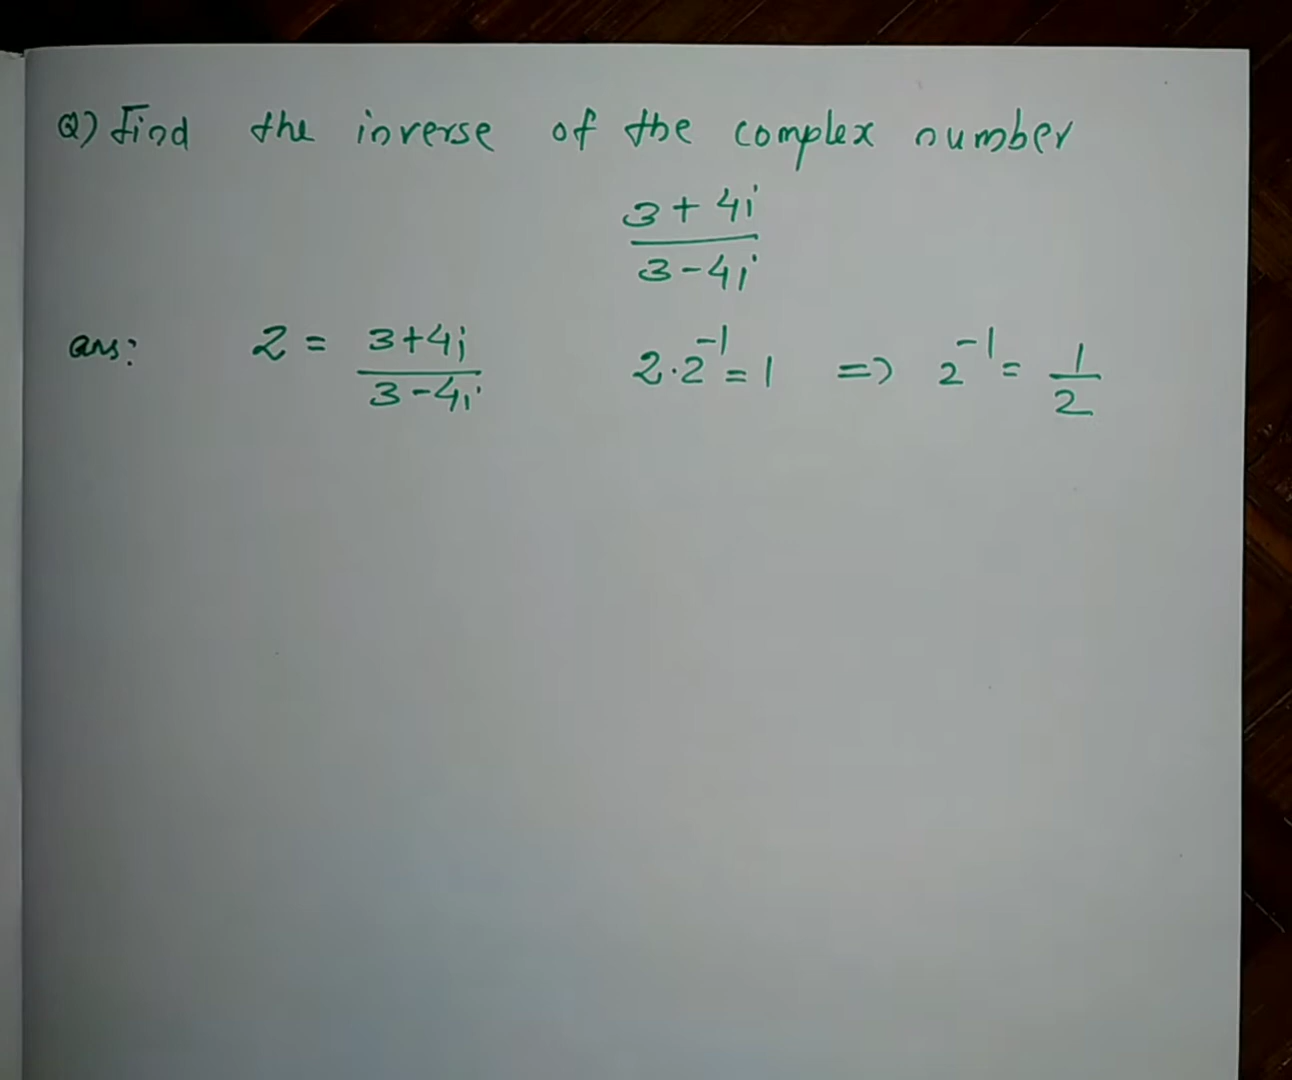 Q) Find the inverse of the complex number
3 + 4i
3 - 4i
ans: z = 3+4i / 3-4i z·z⁻¹ = 1 => z⁻¹ = 1/z